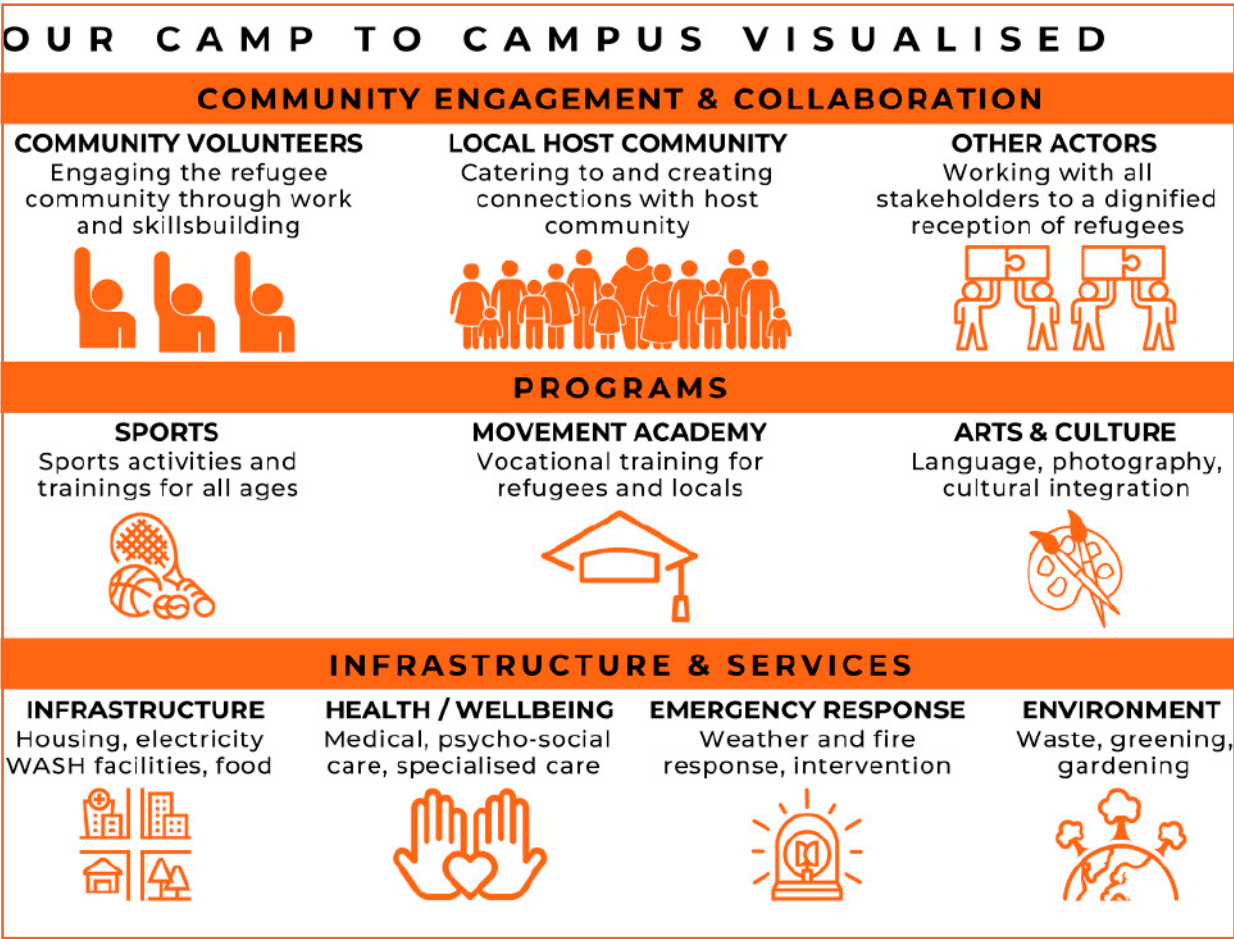 OUR CAMP TO CAMPUS VISUALISED
COMMUNITY ENGAGEMENT & COLLABORATION
COMMUNITY VOLUNTEERS
Engaging the refugee
community through work
and skillsbuilding
LOCAL HOST COMMUNITY
Catering to and creating
connections with host
community
OTHER ACTORS
Working with all
stakeholders to a dignified
reception of refugees
PROGRAMS
SPORTS
Sports activities and
trainings for all ages
MOVEMENT ACADEMY
Vocational training for
refugees and locals
ARTS & CULTURE
Language, photography,
cultural integration
INFRASTRUCTURE & SERVICES
INFRASTRUCTURE
Housing, electricity
WASH facilities, food
HEALTH / WELLBEING
Medical, psycho-social
care, specialised care
EMERGENCY RESPONSE
Weather and fire
response, intervention
ENVIRONMENT
Waste, greening,
gardening